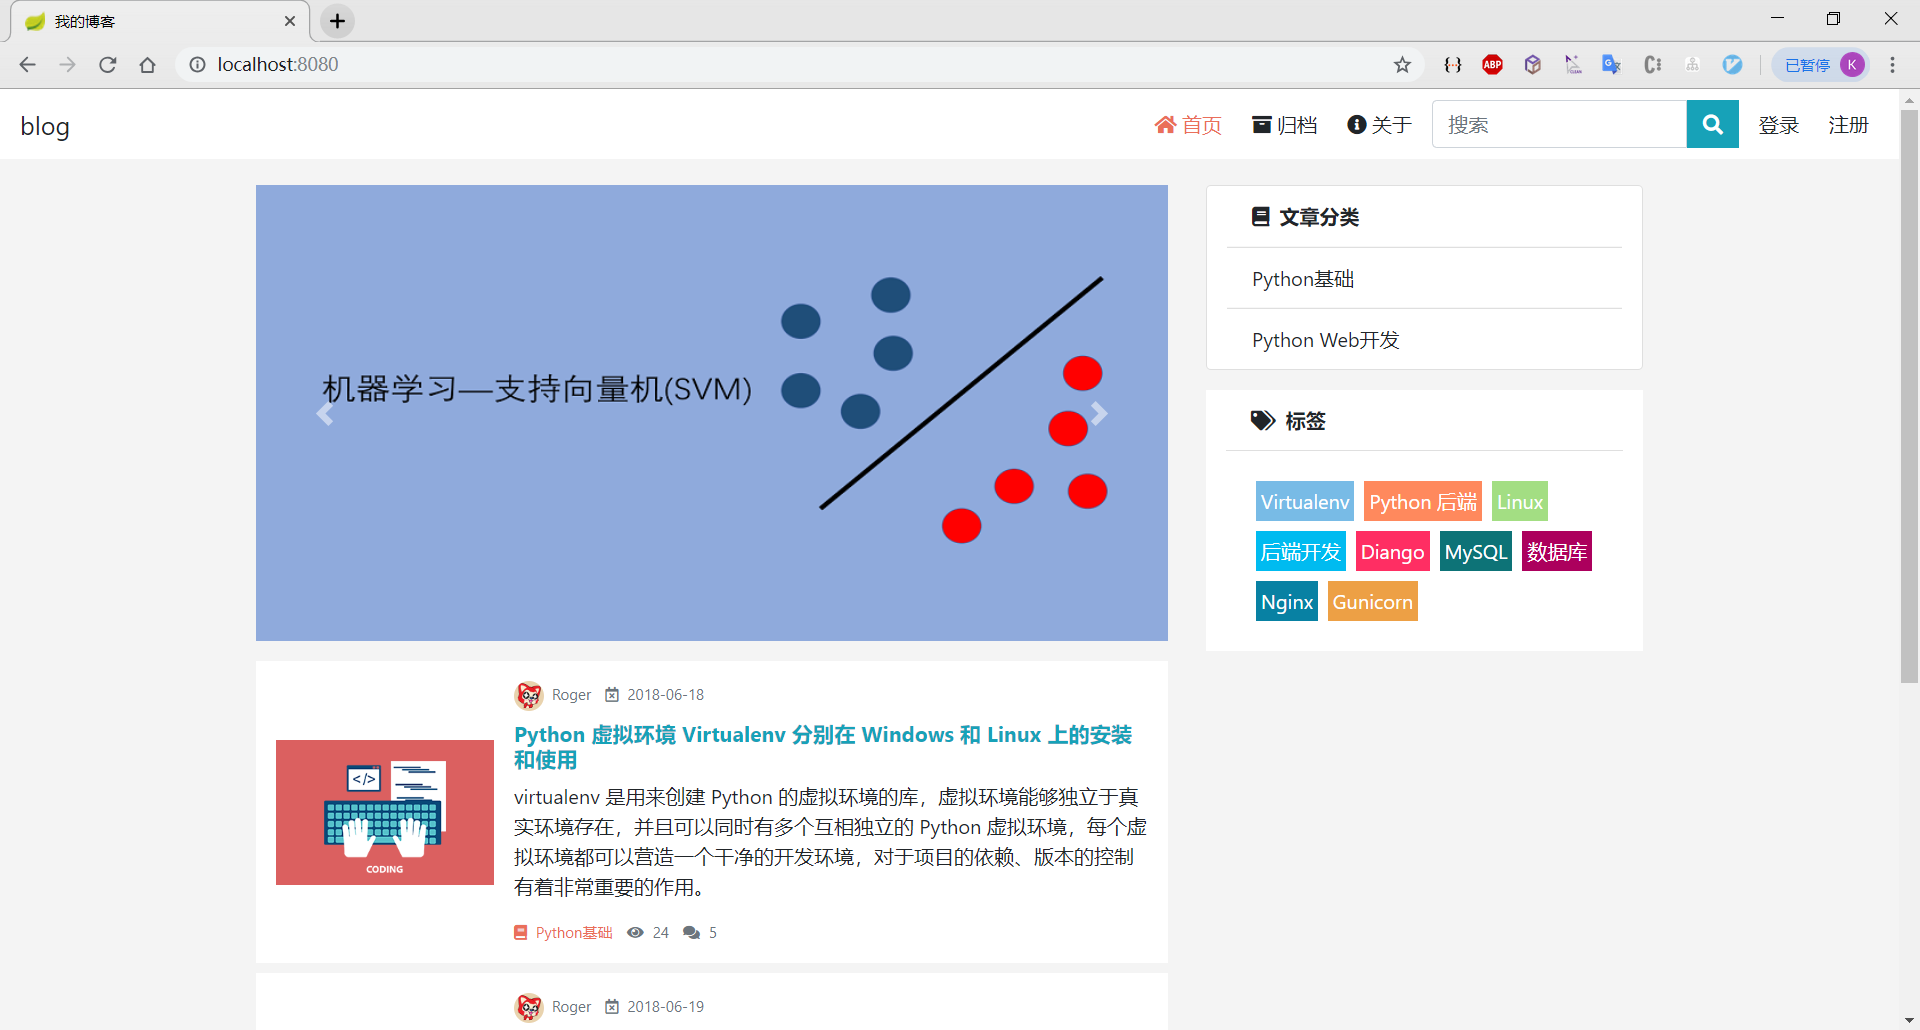 我的博客
localhost:8080
ABP
已暂停
K
blog
首页
归档
关于
搜索
登录
注册
机器学习—支持向量机(SVM)
文章分类
Python基础
Python Web开发
标签
Virtualenv Python 后端 Linux
后端开发 Diango MySQL 数据库
Nginx Gunicorn
</>
CODING
Roger 2018-06-18
Python 虚拟环境 Virtualenv 分别在 Windows 和 Linux 上的安装
和使用
virtualenv 是用来创建 Python 的虚拟环境的库，虚拟环境能够独立于真
实环境存在，并且可以同时有多个互相独立的 Python 虚拟环境，每个虚
拟环境都可以营造一个干净的开发环境，对于项目的依赖、版本的控制
有着非常重要的作用。
Python基础 24 5
Roger 2018-06-19